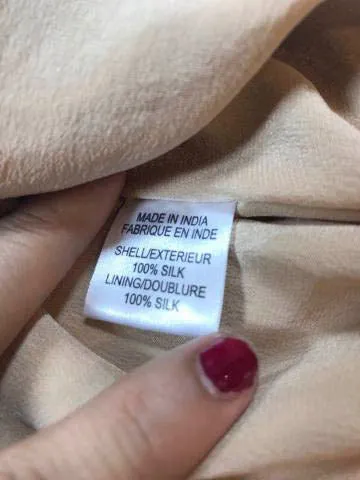 MADE IN INDIA
FABRIQUE EN INDE
SHELL/EXTERIEUR
100% SILK
LINING/DOUBLURE
100% SILK